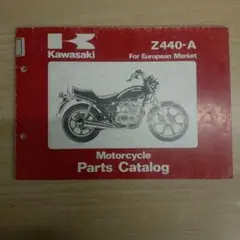 Kawasaki
Z440-A
For European Market
Motorcycle
Parts Catalog